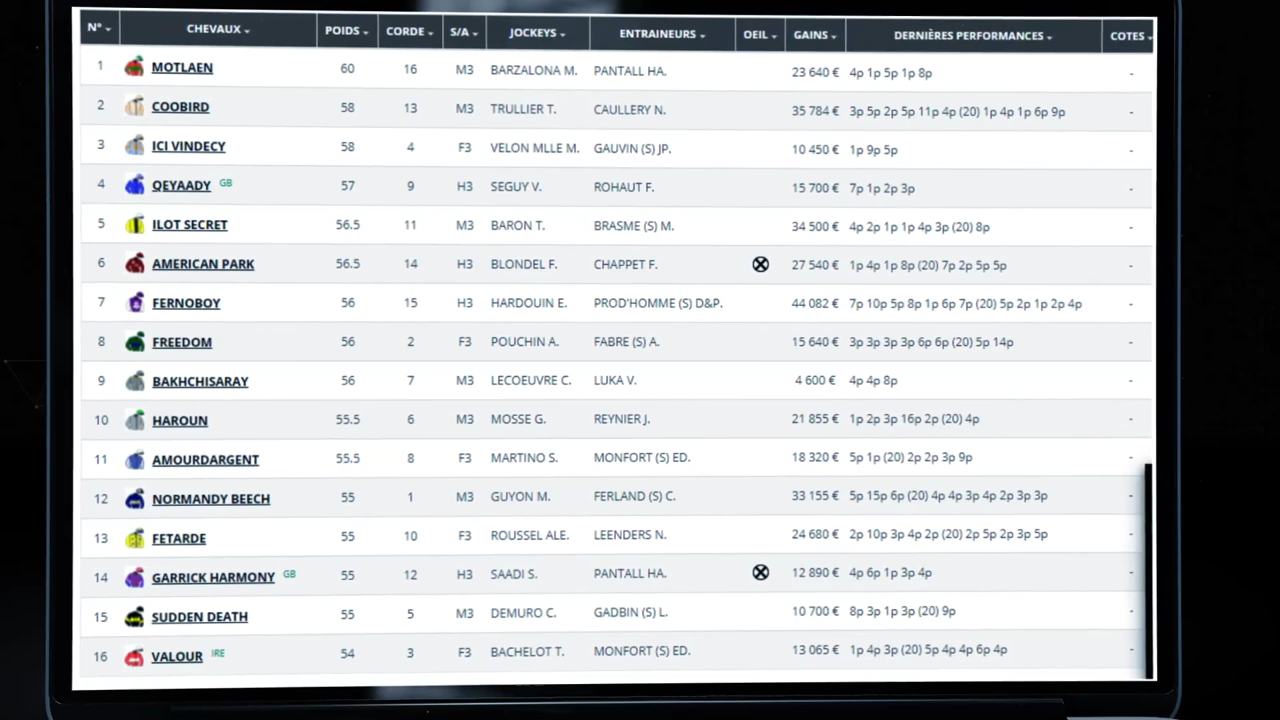 N° CHEVAUX POIDS CORDE S/A JOCKEYS ENTRAINEURS OEIL GAINS DERNIÈRES PERFORMANCES COTES
1 MOTLAEN 60 16 M3 BARZALONA M. PANTALL HA. 23 640 € 4p 1p 5p 1p 8p -
2 COOBIRD 58 13 M3 TRULLIER T. CAULLERY N. 35 784 € 3p 5p 2p 5p 11p 4p (20) 1p 4p 1p 6p 9p -
3 ICI VINDECY 58 4 F3 VELON MLLE M. GAUVIN (S) JP. 10 450 € 1p 9p 5p -
4 QEYAADY GB 57 9 H3 SEGUY V. ROHAUT F. 15 700 € 7p 1p 2p 3p -
5 ILOT SECRET 56.5 11 M3 BARON T. BRASME (S) M. 34 500 € 4p 2p 1p 1p 4p 3p (20) 8p -
6 AMERICAN PARK 56.5 14 H3 BLONDEL F. CHAPPET F. 27 540 € 1p 4p 1p 8p (20) 7p 2p 5p 5p -
7 FERNOBOY 56 15 H3 HARDOUIN E. PROD'HOMME (S) D&P. 44 082 € 7p 10p 5p 8p 1p 6p 7p (20) 5p 2p 1p 2p 4p -
8 FREEDOM 56 2 F3 POUCHIN A. FABRE (S) A. 15 640 € 3p 3p 3p 3p 6p 6p (20) 5p 14p -
9 BAKHCHISARAY 56 7 M3 LECOEUVRE C. LUKA V. 4 600 € 4p 4p 8p -
10 HAROUN 55.5 6 M3 MOSSE G. REYNIER J. 21 855 € 1p 2p 3p 16p 2p (20) 4p -
11 AMOURDARGENT 55.5 8 F3 MARTINO S. MONFORT (S) ED. 18 320 € 5p 1p (20) 2p 2p 3p 9p -
12 NORMANDY BEECH 55 1 M3 GUYON M. FERLAND (S) C. 33 155 € 5p 15p 6p (20) 4p 4p 3p 4p 2p 3p 3p -
13 FETARDE 55 10 F3 ROUSSEL ALE. LEENDERS N. 24 680 € 2p 10p 3p 4p 2p (20) 2p 5p 2p 3p 5p -
14 GARRICK HARMONY GB 55 12 H3 SAADI S. PANTALL HA. 12 890 € 4p 6p 1p 3p 4p -
15 SUDDEN DEATH 55 5 M3 DEMURO C. GADBIN (S) L. 10 700 € 8p 3p 1p 3p (20) 9p -
16 VALOUR IRE 54 3 F3 BACHELOT T. MONFORT (S) ED. 13 065 € 1p 4p 3p (20) 5p 4p 4p 6p 4p -